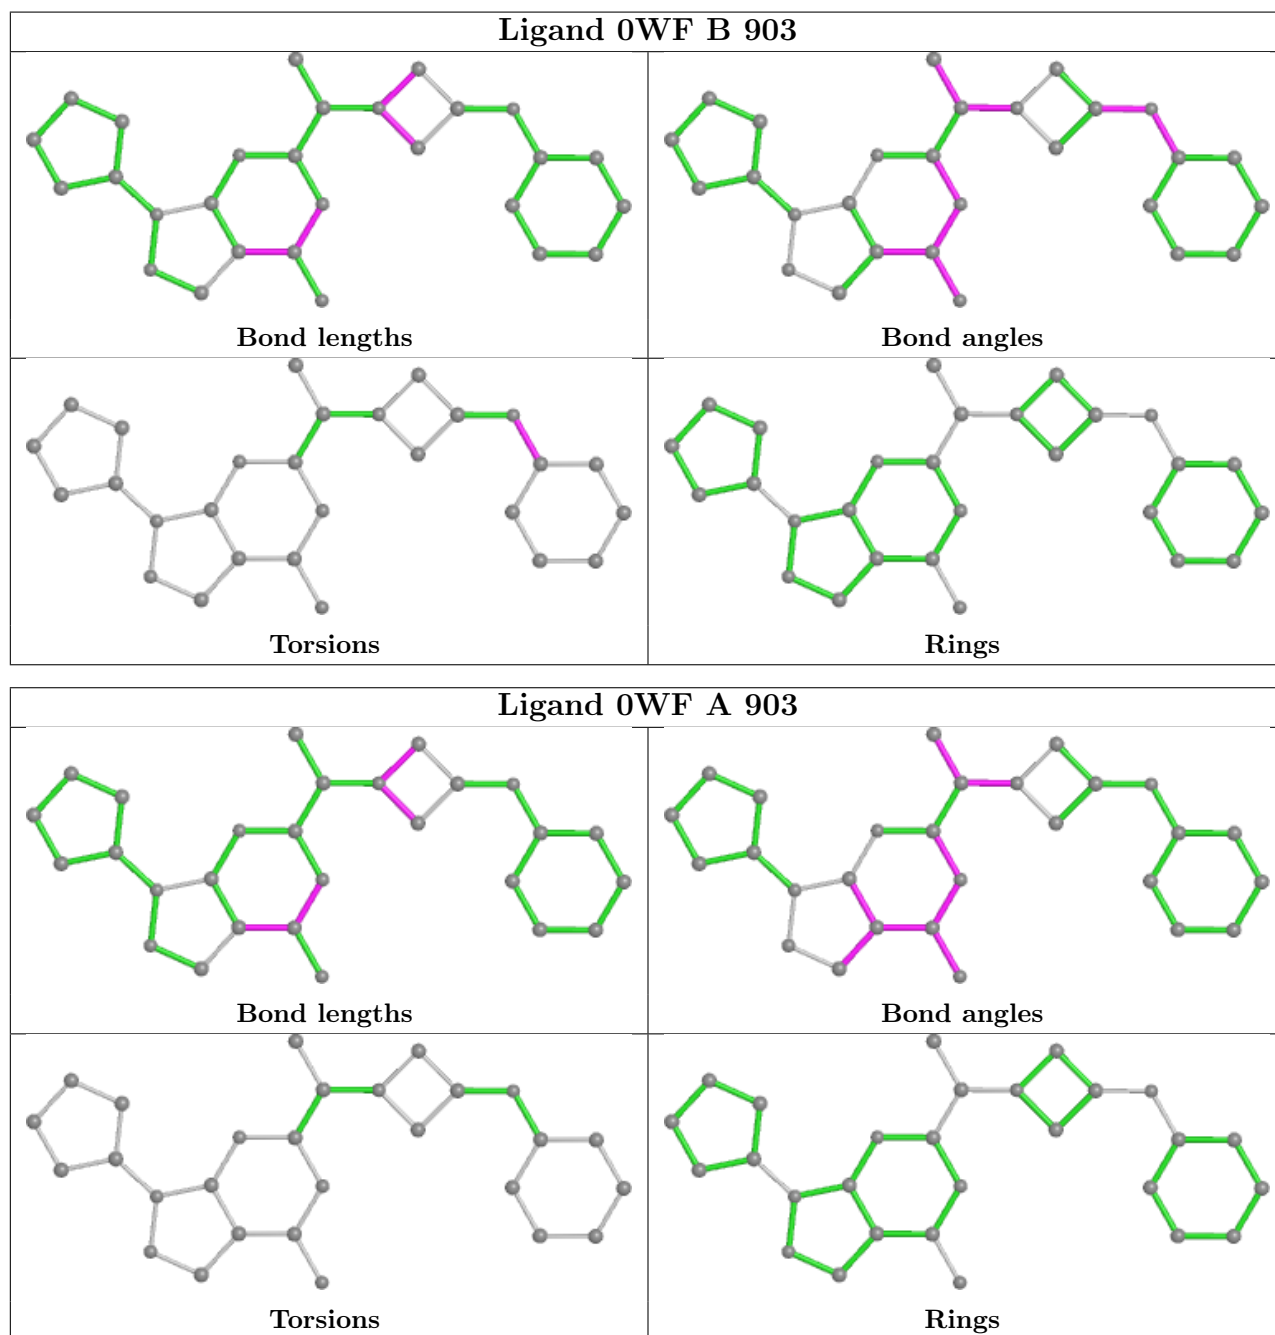 Ligand 0WF B 903
Bond lengths
Bond angles
Torsions
Rings
Ligand 0WF A 903
Bond lengths
Bond angles
Torsions
Rings